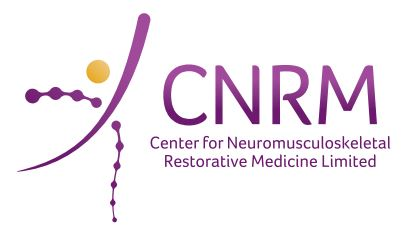 CNRM
Center for Neuromusculoskeletal
Restorative Medicine Limited